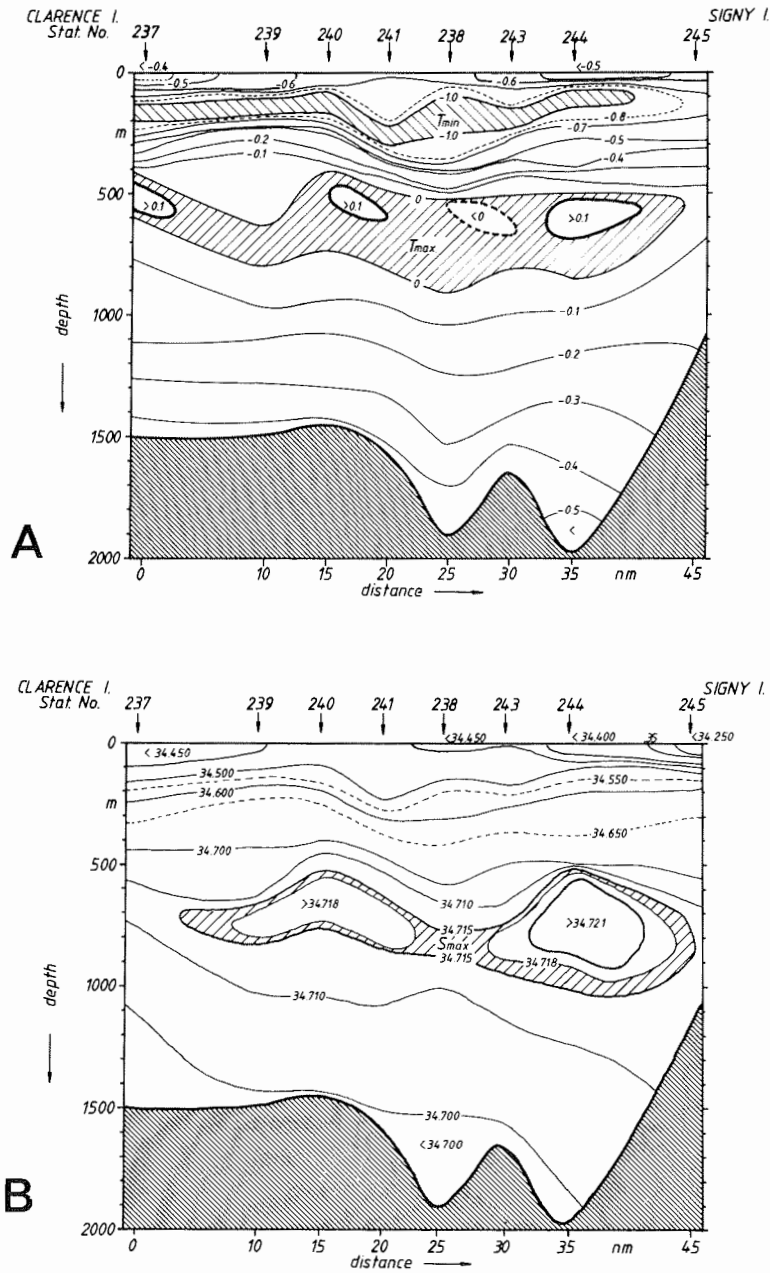 CLARENCE I. SIGNY I.
Stat. No. 237 239 240 241 238 243 244 245
0 <-0.4 -0.5 -0.6 -0.6 <-0.5
-1.0 -0.8
Tmin
m -1.0 -0.7
-0.2 -0.5
-0.1 -0.4
500 0
>0.1 >0.1 <0 >0.1
Tmax
0
depth 1000 -0.1
-0.2
-0.3
1500 -0.4
-0.5
<
A
2000
0 10 15 20 25 30 35 nm 45
distance
CLARENCE I. SIGNY I.
Stat. No. 237 239 240 241 238 243 244 245
<34.450 <34.400 <34.250
0 <34.450
34.500 34.550
m 34.600
34.650
500 34.700
34.710
>34.718 >34.721
34.715
Smax
34.715 34.718
depth 1000 34.710
1500 34.700
<34.700
B
2000
0 10 15 20 25 30 35 nm 45
distance